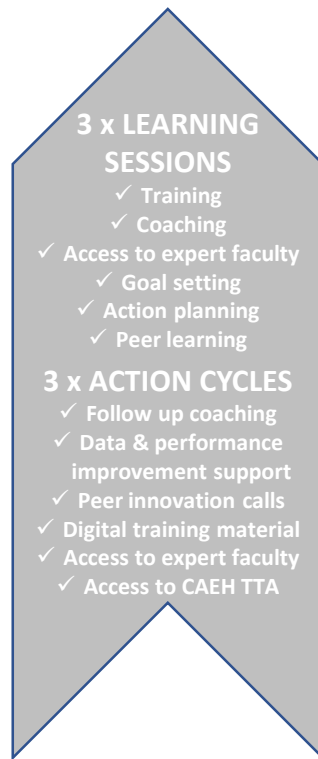 3 x LEARNING
SESSIONS
✓ Training
✓ Coaching
✓ Access to expert faculty
✓ Goal setting
✓ Action planning
✓ Peer learning
3 x ACTION CYCLES
✓ Follow up coaching
✓ Data & performance
improvement support
✓ Peer innovation calls
✓ Digital training material
✓ Access to expert faculty
✓ Access to CAEH TTA